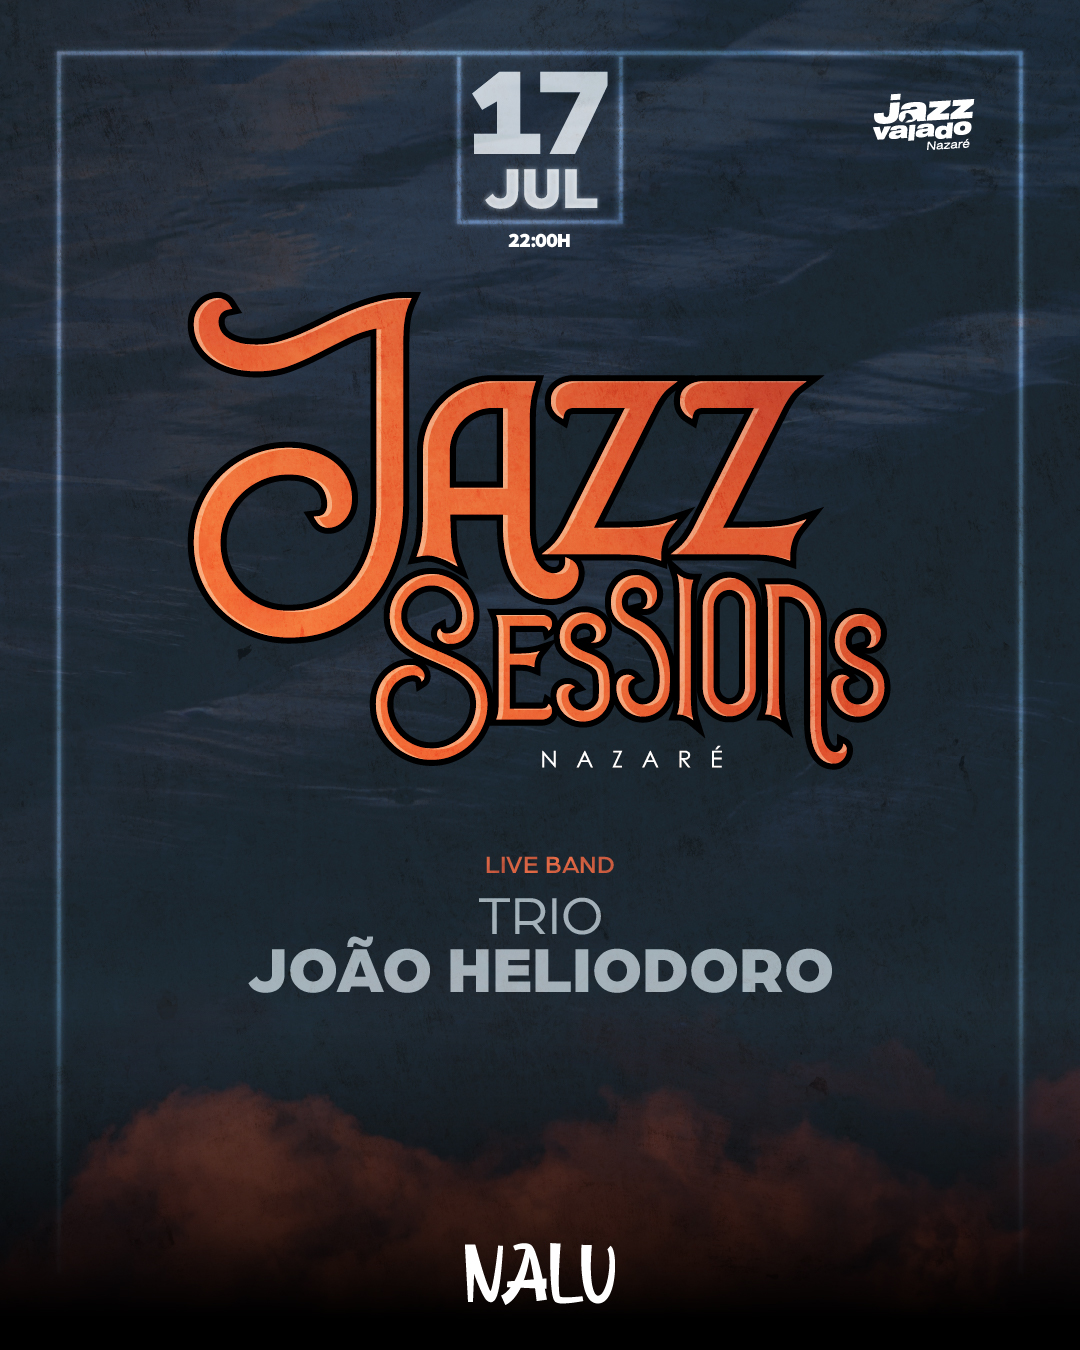 17
JUL
22:00H
jazz
valado
Nazaré
JAZZ
SESSIONS
NAZARÉ
LIVE BAND
TRIO
JOÃO HELIODORO
NALU